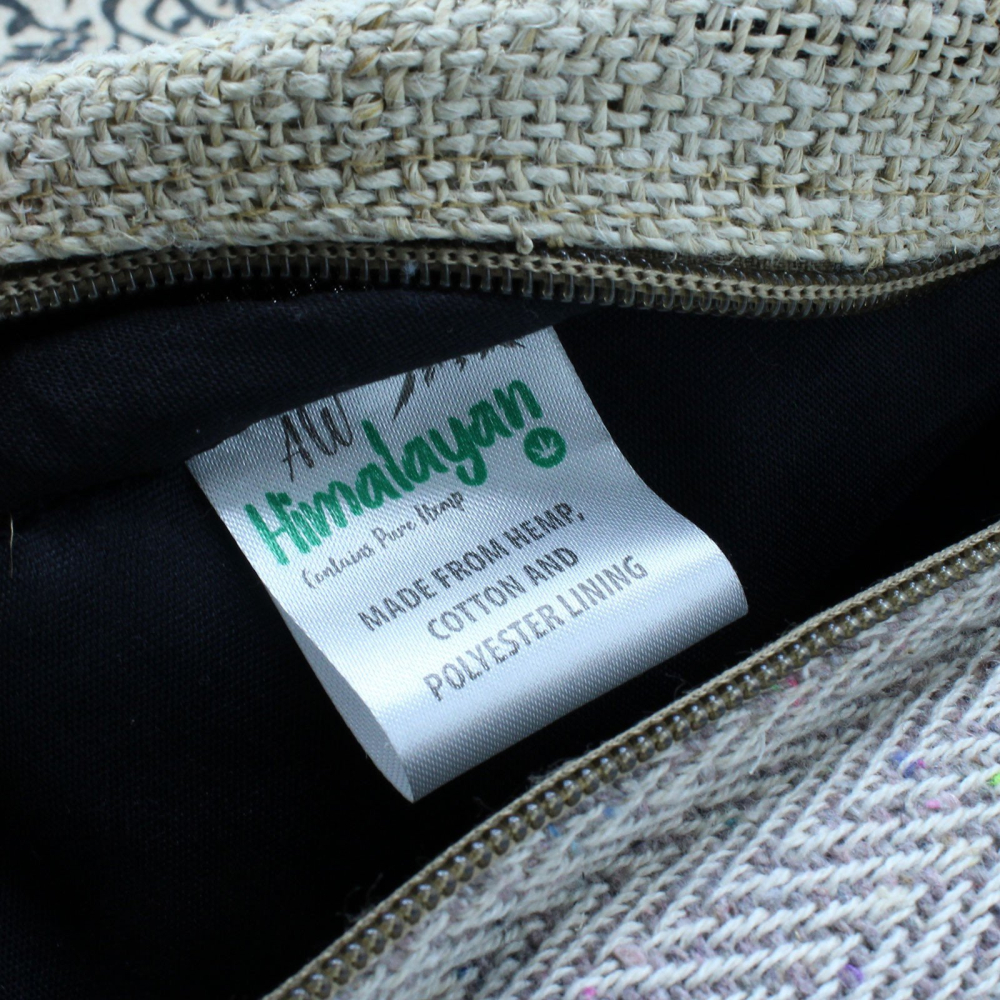 AW
Himalayan
Contains Pure Hemp
MADE FROM HEMP,
COTTON AND
POLYESTER LINING